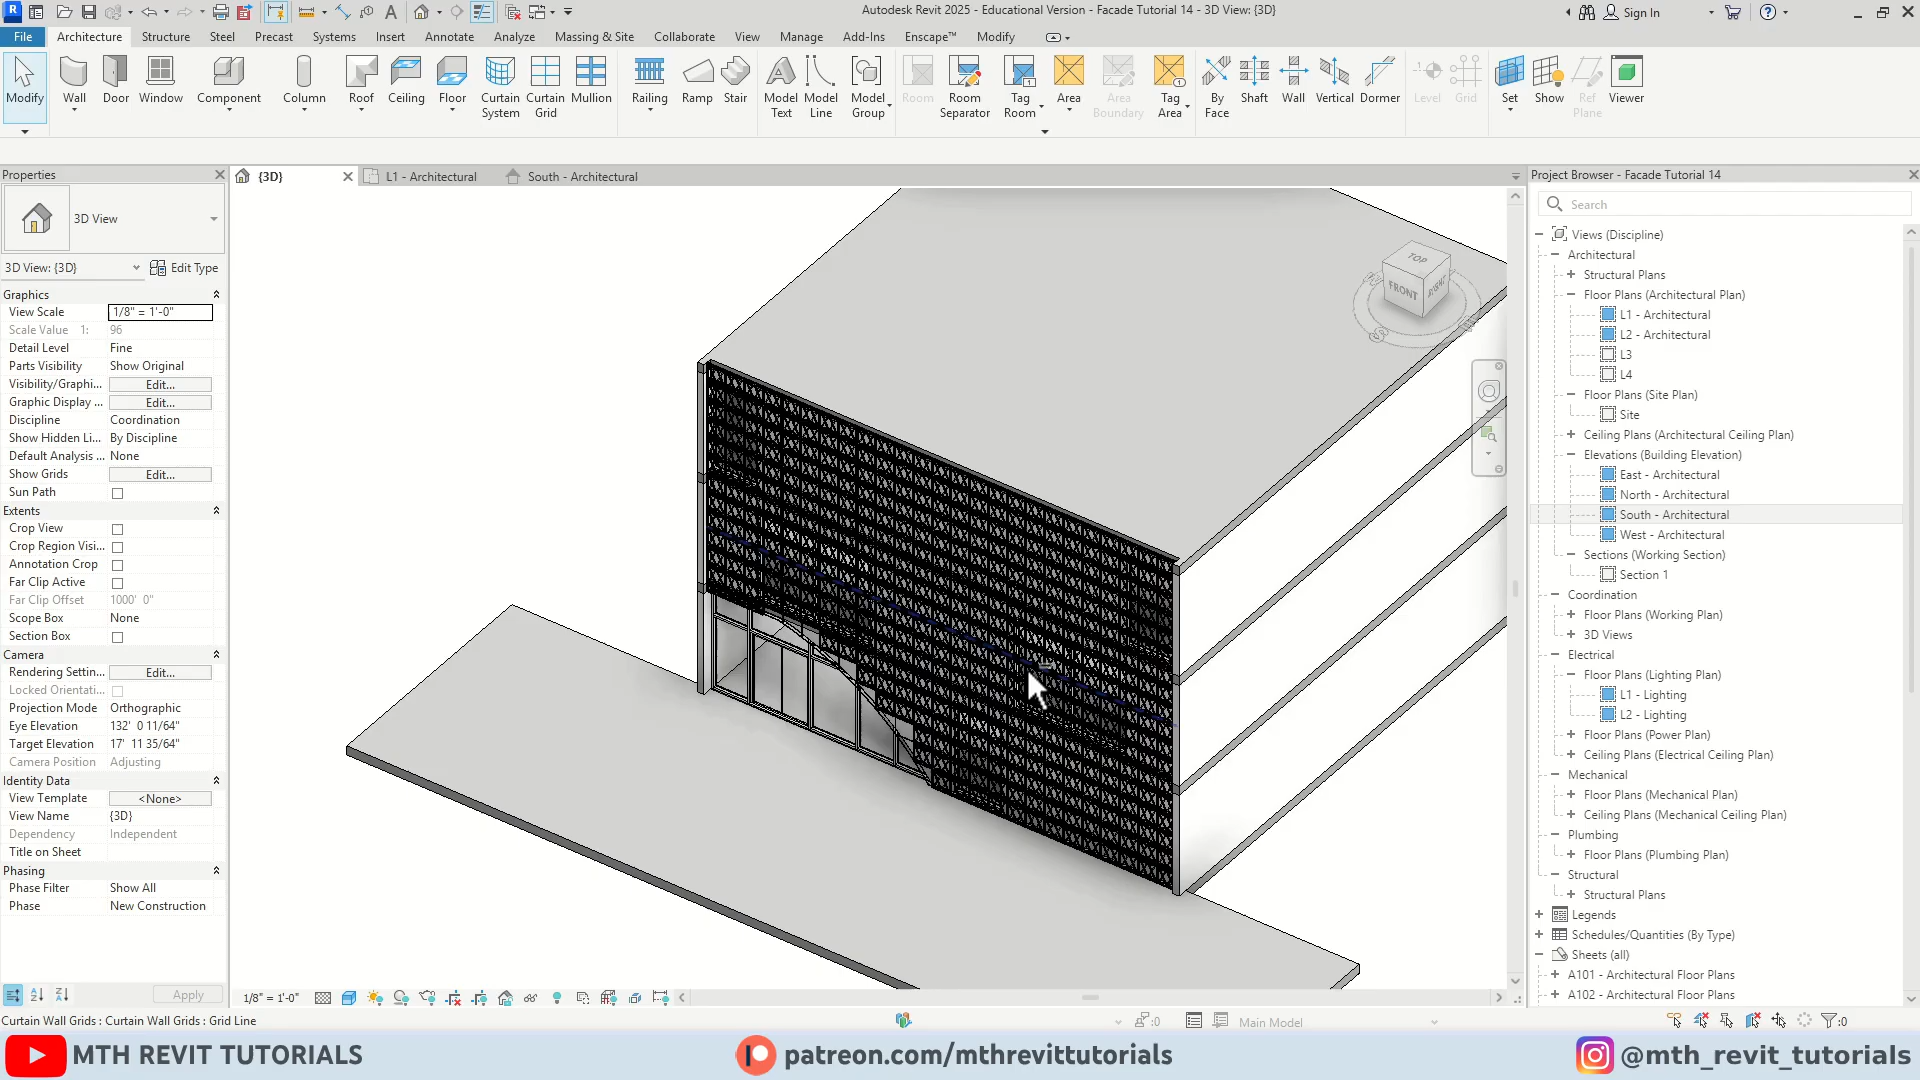 Autodesk Revit 2025 - Educational Version - Facade Tutorial 14 - 3D View: {3D}
Sign In
File Architecture Structure Steel Precast Systems Insert Annotate Analyze Massing & Site Collaborate View Manage Add-Ins Enscape™ Modify
Modify Wall Door Window Component Column Roof Ceiling Floor Curtain System Curtain Grid Mullion Railing Ramp Stair Model Text Model Line Model Group Room Room Separator Tag Room Area Area Boundary Tag Area By Face Shaft Wall Vertical Dormer Level Grid Set Show Ref Plane Viewer
Properties
{3D}
L1 - Architectural
South - Architectural
Project Browser - Facade Tutorial 14
3D View
3D View: {3D}
Edit Type
Graphics
View Scale 1/8" = 1'-0"
Scale Value 1: 96
Detail Level Fine
Parts Visibility Show Original
Visibility/Graphi... Edit...
Graphic Display ... Edit...
Discipline Coordination
Show Hidden Li... By Discipline
Default Analysis ... None
Show Grids Edit...
Sun Path
Extents
Crop View
Crop Region Visi...
Annotation Crop
Far Clip Active
Far Clip Offset 1000' 0"
Scope Box None
Section Box
Camera
Rendering Settin... Edit...
Locked Orientati...
Projection Mode Orthographic
Eye Elevation 132' 0 11/64"
Target Elevation 17' 11 35/64"
Camera Position Adjusting
Identity Data
View Template <None>
View Name {3D}
Dependency Independent
Title on Sheet
Phasing
Phase Filter Show All
Phase New Construction
Apply
TOP
FRONT
RIGHT
Search
Views (Discipline)
Architectural
Structural Plans
Floor Plans (Architectural Plan)
L1 - Architectural
L2 - Architectural
L3
L4
Floor Plans (Site Plan)
Site
Ceiling Plans (Architectural Ceiling Plan)
Elevations (Building Elevation)
East - Architectural
North - Architectural
South - Architectural
West - Architectural
Sections (Working Section)
Section 1
Coordination
Floor Plans (Working Plan)
3D Views
Electrical
Floor Plans (Lighting Plan)
L1 - Lighting
L2 - Lighting
Floor Plans (Power Plan)
Ceiling Plans (Electrical Ceiling Plan)
Mechanical
Floor Plans (Mechanical Plan)
Ceiling Plans (Mechanical Ceiling Plan)
Plumbing
Floor Plans (Plumbing Plan)
Structural
Structural Plans
Legends
Schedules/Quantities (By Type)
Sheets (all)
A101 - Architectural Floor Plans
A102 - Architectural Floor Plans
1/8" = 1'-0"
Curtain Wall Grids : Curtain Wall Grids : Grid Line
:0
Main Model
:0
MTH REVIT TUTORIALS
patreon.com/mthrevittutorials
@mth_revit_tutorials